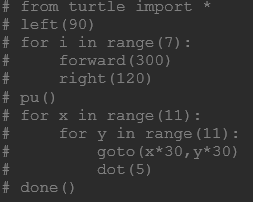 # from turtle import *
# left(90)
# for i in range(7):
#     forward(300)
#     right(120)
# pu()
# for x in range(11):
#     for y in range(11):
#         goto(x*30,y*30)
#         dot(5)
# done()